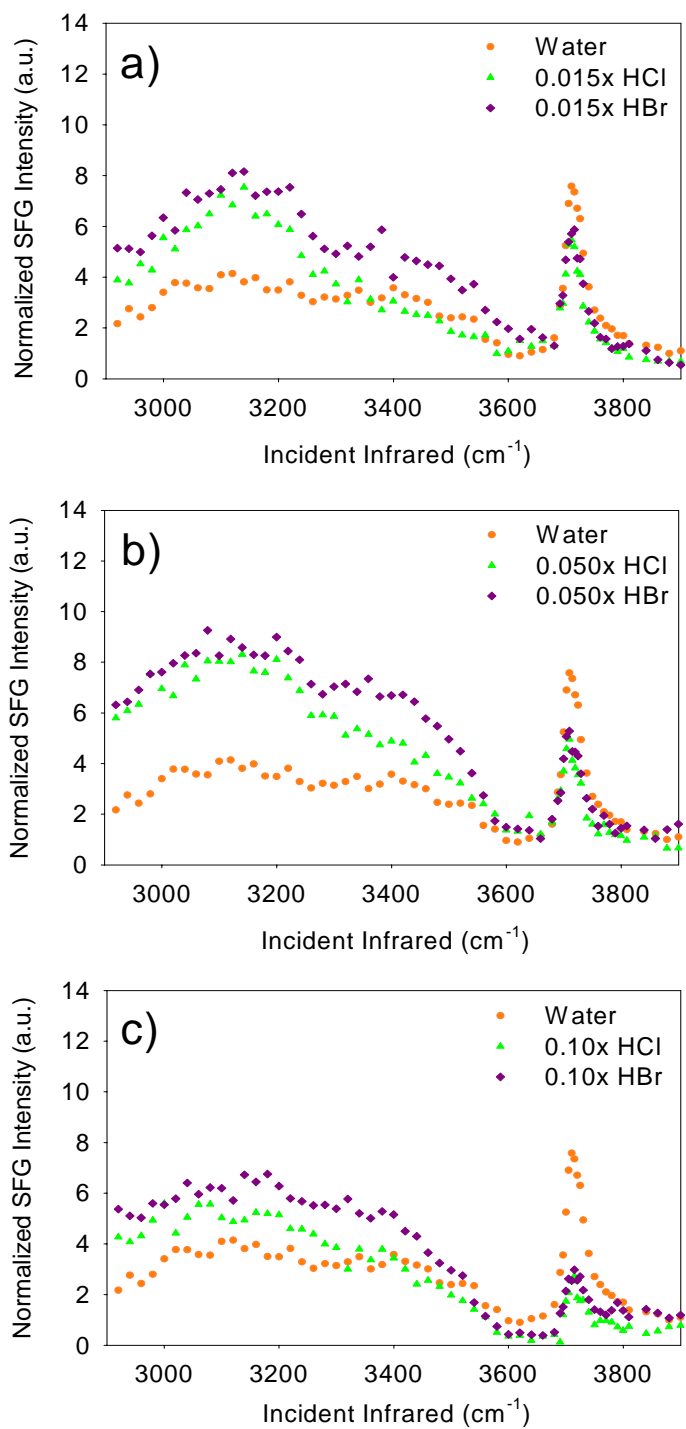 14
a)
Water
0.015x HCl
0.015x HBr
12
10
8
6
4
2
0
Normalized SFG Intensity (a.u.)
3000 3200 3400 3600 3800
Incident Infrared (cm⁻¹)
14
b)
Water
0.050x HCl
0.050x HBr
12
10
8
6
4
2
0
Normalized SFG Intensity (a.u.)
3000 3200 3400 3600 3800
Incident Infrared (cm⁻¹)
14
c)
Water
0.10x HCl
0.10x HBr
12
10
8
6
4
2
0
Normalized SFG Intensity (a.u.)
3000 3200 3400 3600 3800
Incident Infrared (cm⁻¹)